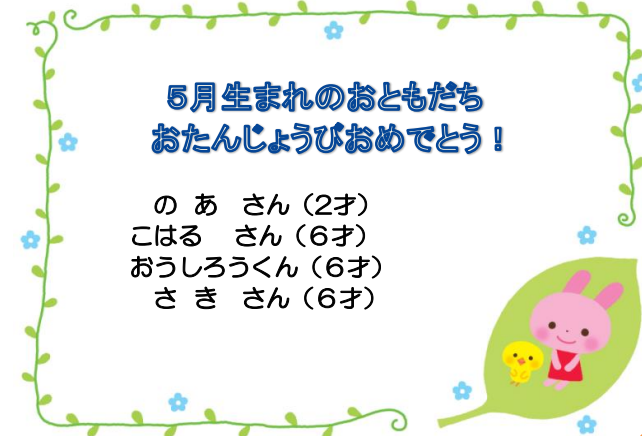 5月生まれのおともだち
おたんじょうびおめでとう！
の あ さん（2才）
こはる さん（6才）
おうしろうくん（6才）
さ き さん（6才）